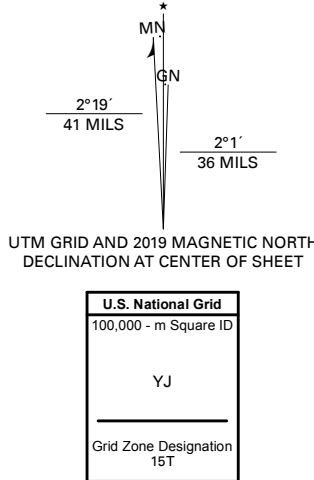 MN
GN
2°19´
41 MILS
2°1´
36 MILS
UTM GRID AND 2019 MAGNETIC NORTH
DECLINATION AT CENTER OF SHEET
U.S. National Grid
100,000 - m Square ID
YJ
Grid Zone Designation
15T